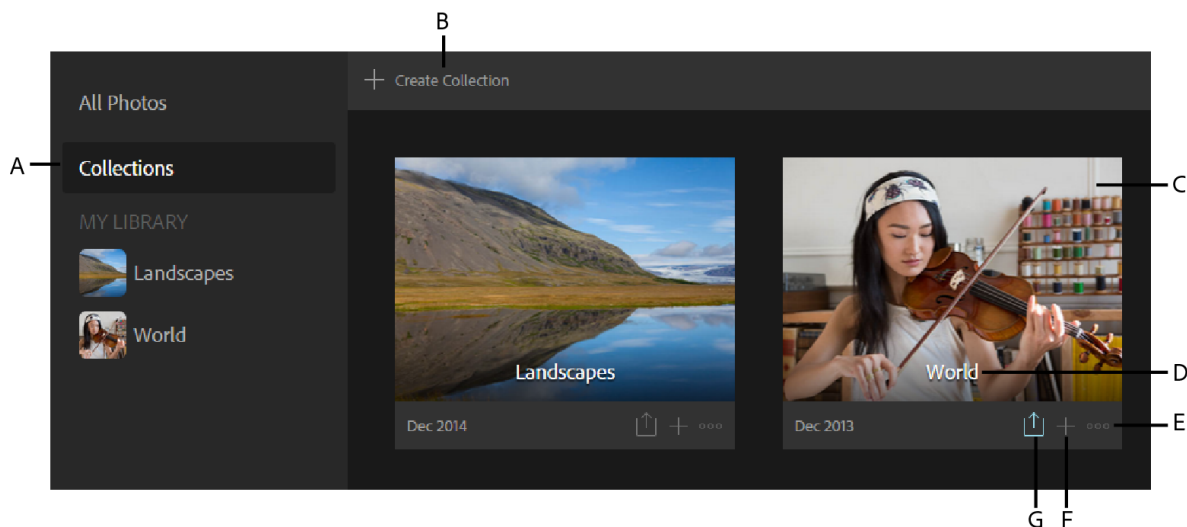 B
Create Collection
All Photos
A
Collections
C
MY LIBRARY
Landscapes
World
Landscapes
World
D
Dec 2014
Dec 2013
E
G
F